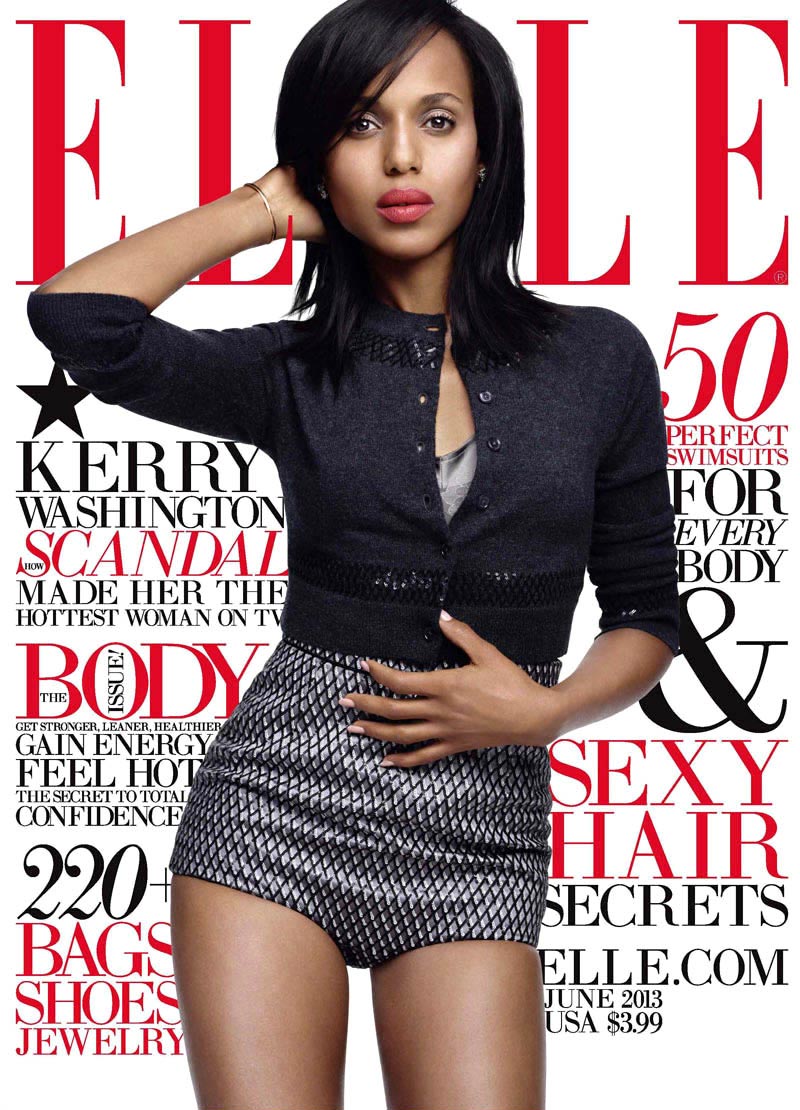 ELLE
®
KERRY
WASHINGTON
HOW SCANDAL
MADE HER THE
HOTTEST WOMAN ON TV
THE BODY ISSUE!
GET STRONGER, LEANER, HEALTHIER
GAIN ENERGY
FEEL HOT
THE SECRET TO TOTAL
CONFIDENCE
220+
BAGS
SHOES
JEWELRY
50
PERFECT
SWIMSUITS
FOR
EVERY
BODY
&
SEXY
HAIR
SECRETS
ELLE.COM
JUNE 2013
USA $3.99